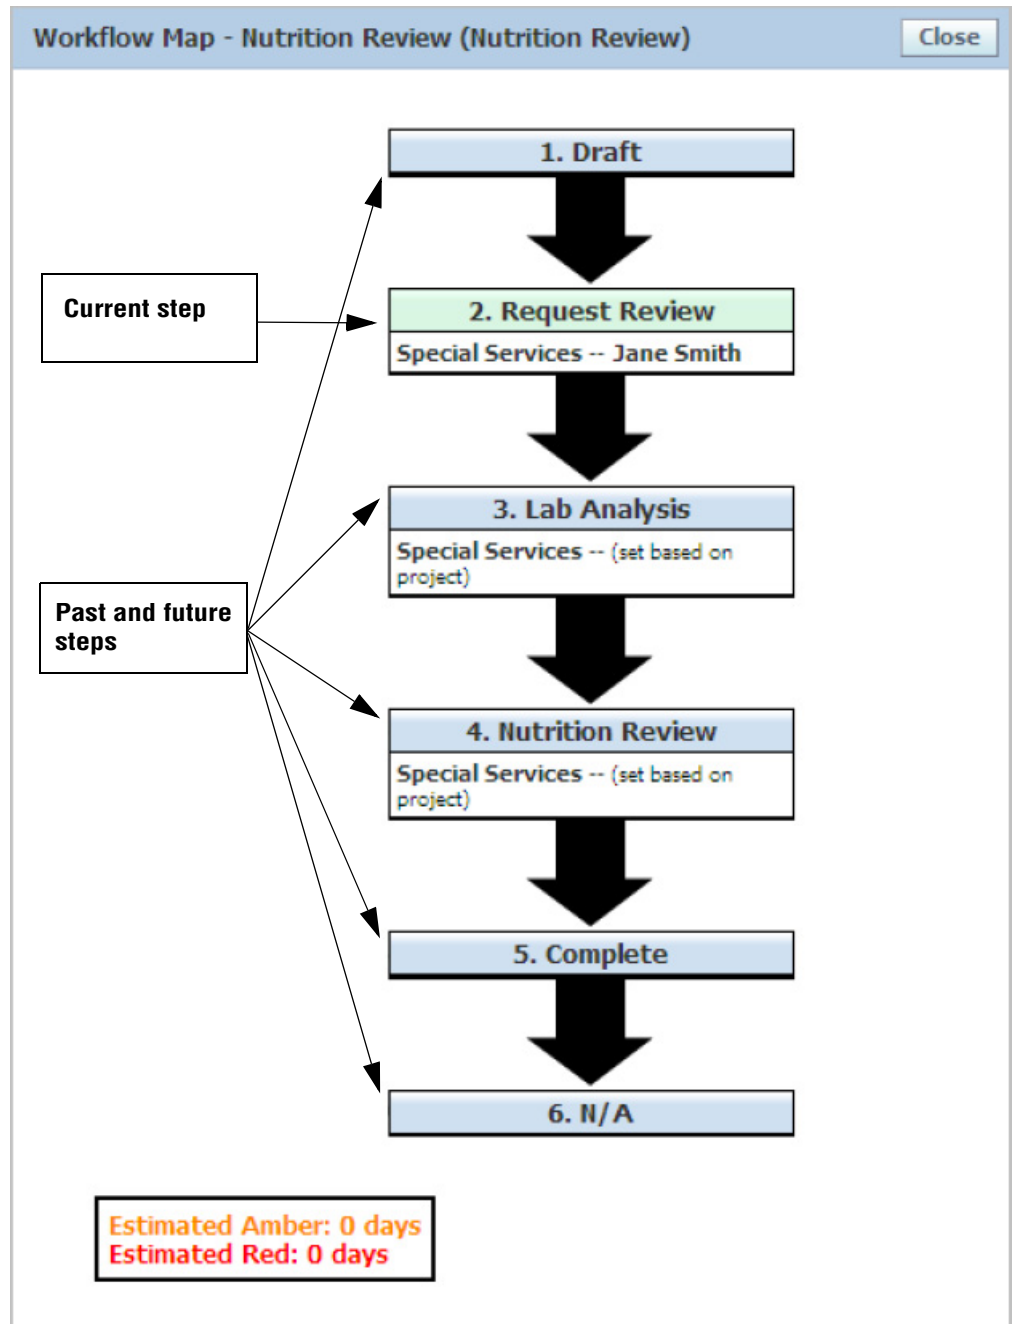 Workflow Map - Nutrition Review (Nutrition Review)
Close
1. Draft
Current step
2. Request Review
Special Services -- Jane Smith
3. Lab Analysis
Special Services -- (set based on
project)
Past and future
steps
4. Nutrition Review
Special Services -- (set based on
project)
5. Complete
6. N/A
Estimated Amber: 0 days
Estimated Red: 0 days